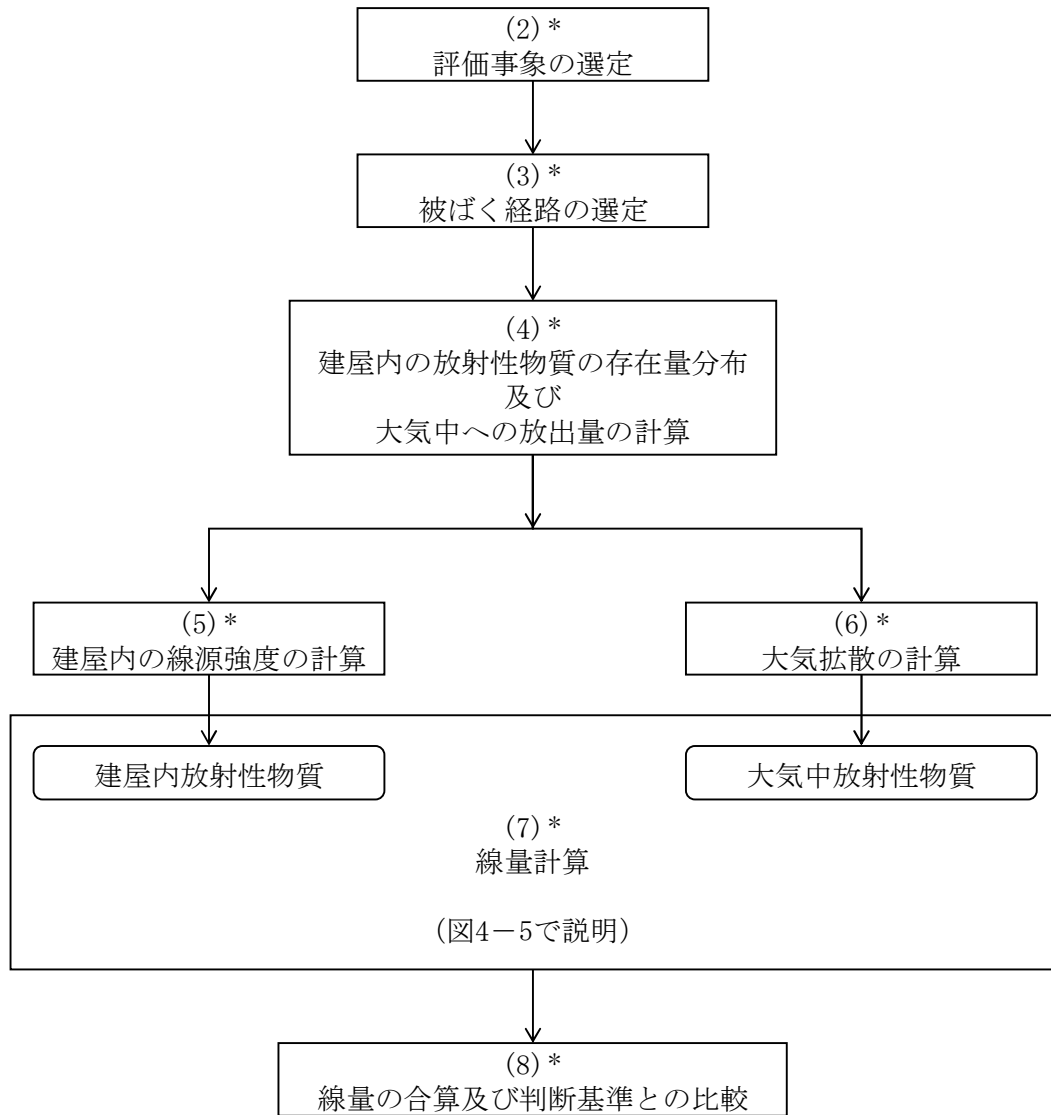 (2)*
評価事象の選定
(3)*
被ばく経路の選定
(4)*
建屋内の放射性物質の存在量分布
及び
大気中への放出量の計算
(5)*
建屋内の線源強度の計算
(6)*
大気拡散の計算
建屋内放射性物質
大気中放射性物質
(7)*
線量計算
(図4-5で説明)
(8)*
線量の合算及び判断基準との比較